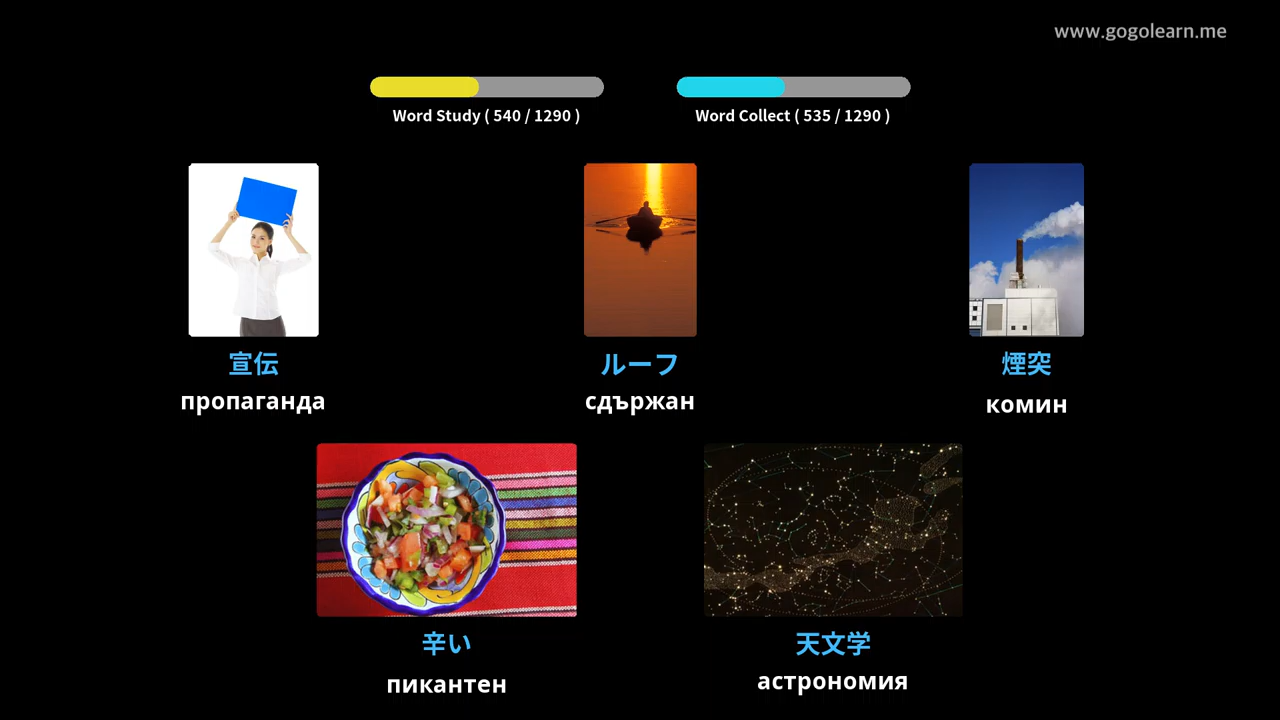 www.gogolearn.me
Word Study ( 540 / 1290 )
Word Collect ( 535 / 1290 )
宣伝
пропаганда
ルーフ
сдържан
煙突
комин
辛い
пикантен
天文学
астрономия